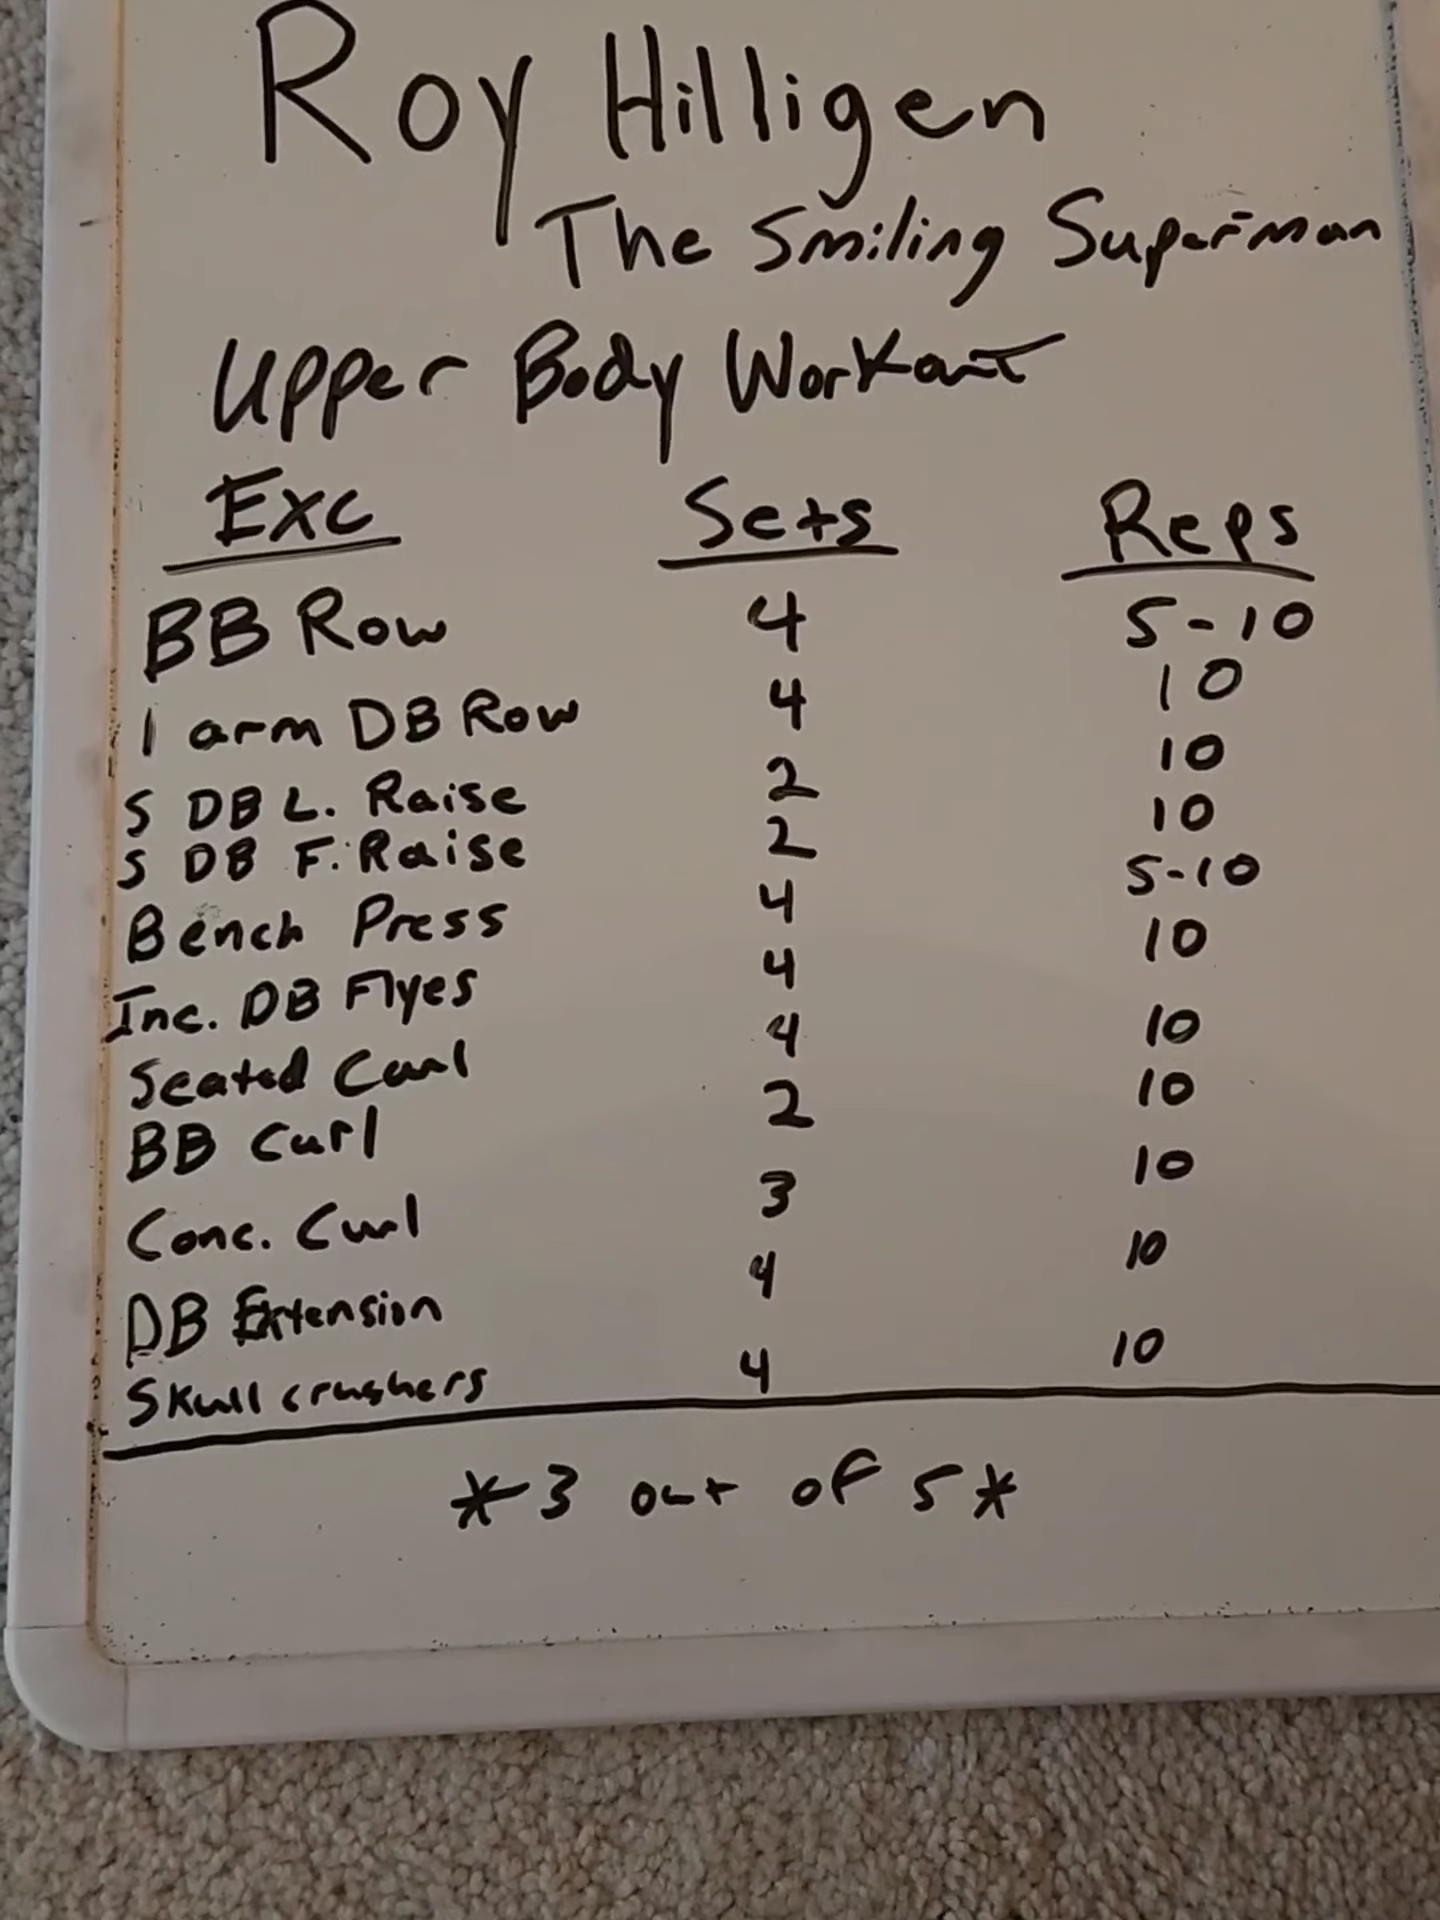 Roy Hilligen
The Smiling Superman
Upper Body Workout
Exc Sets Reps
BB Row 4 5-10
1 arm DB Row 4 10
S DB L. Raise 2 10
S DB F. Raise 2 10
Bench Press 4 5-10
Inc. DB Flyes 4 10
Seated Curl 4 10
BB Curl 2 10
Conc. Curl 3 10
DB Extension 4 10
Skull crushers 4 10
*3 out of 5*